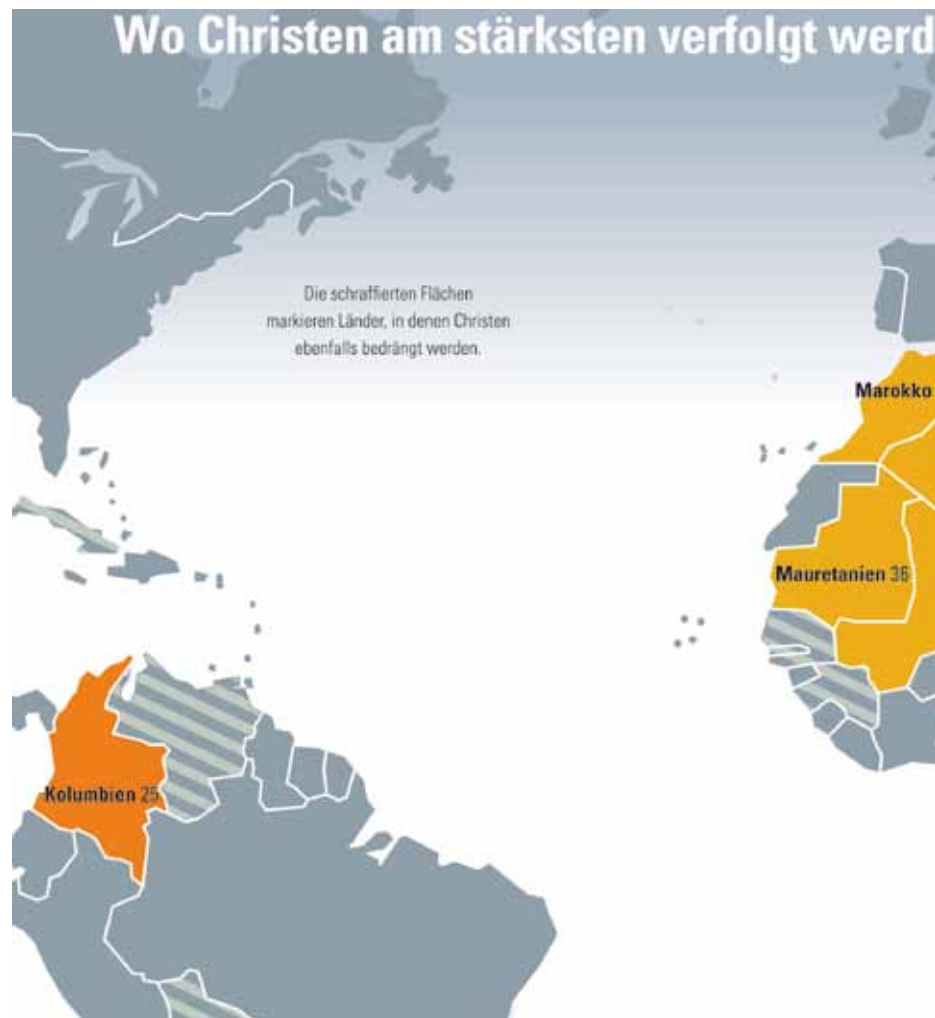 Wo Christen am stärksten verfolgt werd
Die schraffierten Flächen
markieren Länder, in denen Christen
ebenfalls bedrängt werden.
Marokko
Mauretanien 36
Kolumbien 25